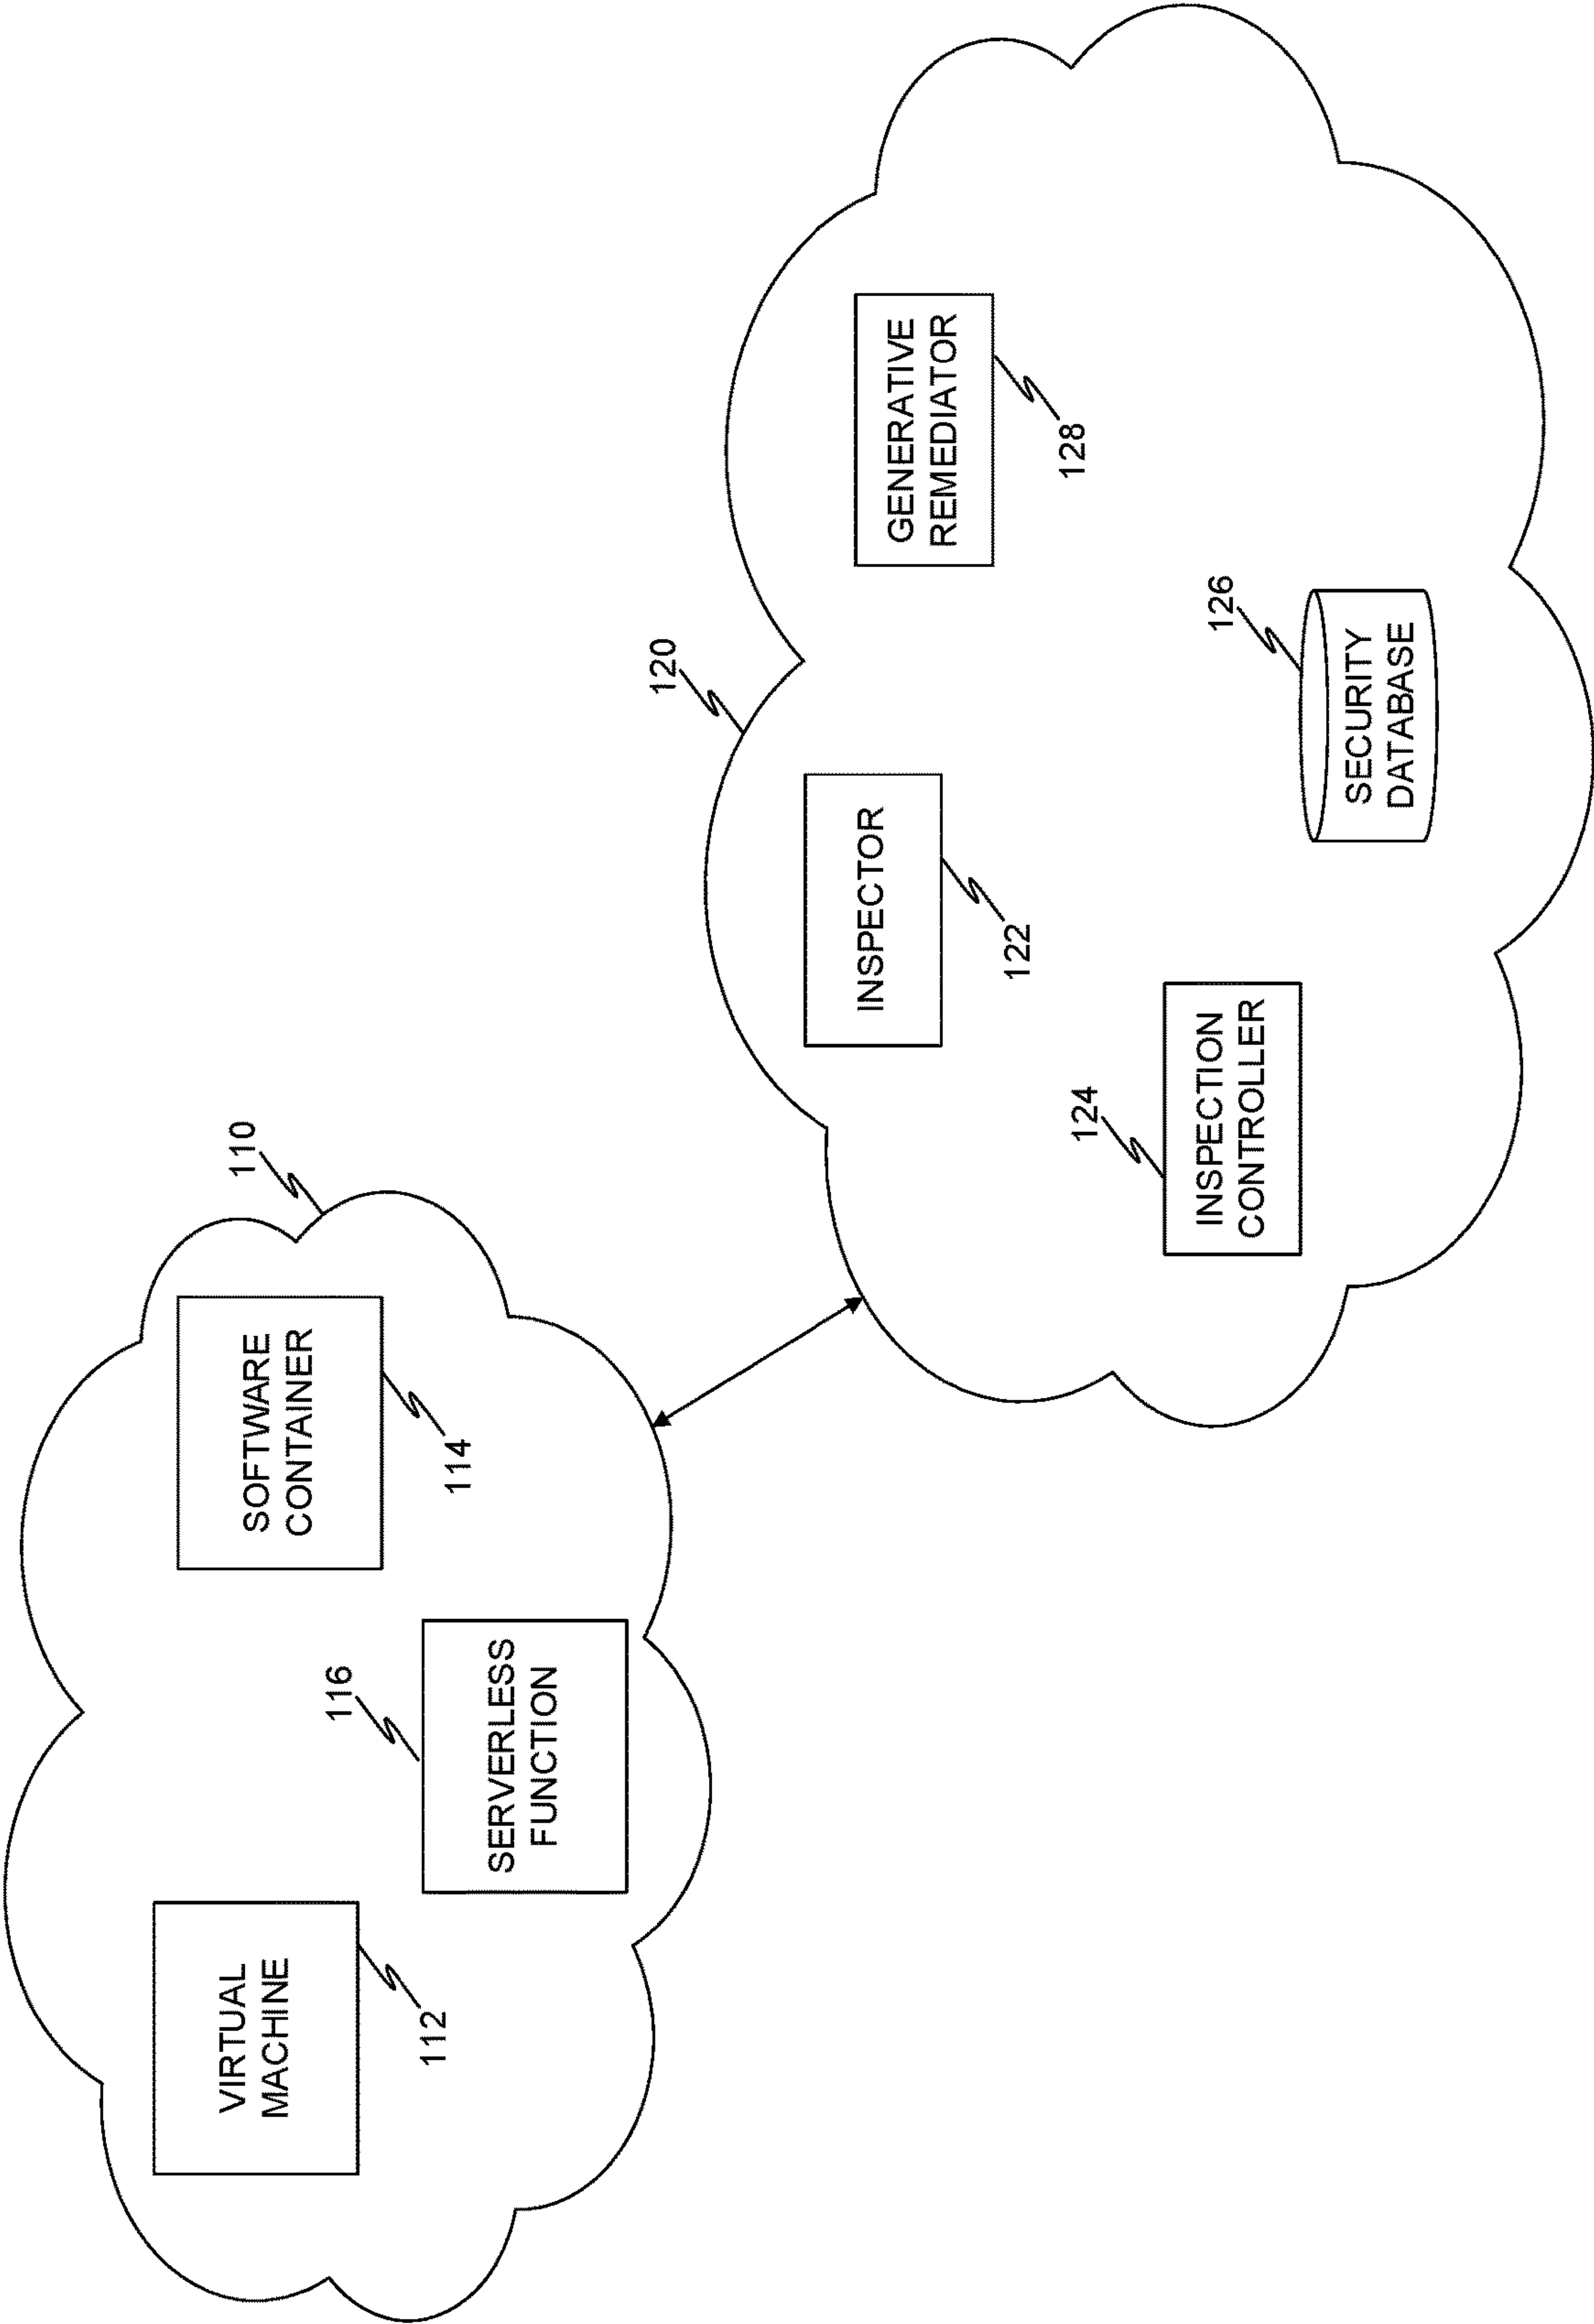 110
VIRTUAL
MACHINE
112
116
SERVERLESS
FUNCTION
SOFTWARE
CONTAINER
114
120
INSPECTOR
122
124
INSPECTION
CONTROLLER
GENERATIVE
REMEDIATOR
128
126
SECURITY
DATABASE